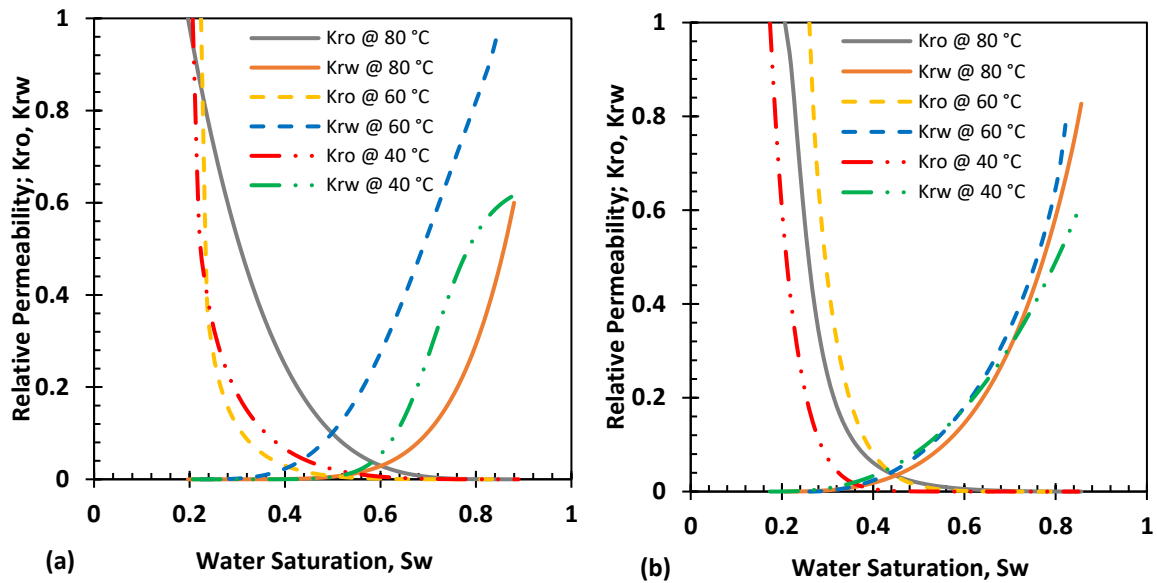 Relative Permeability; Kro, Krw
1
0.8
0.6
0.4
0.2
0
0
0.2
0.4
0.6
0.8
1
Kro @ 80 °C
Krw @ 80 °C
Kro @ 60 °C
Krw @ 60 °C
Kro @ 40 °C
Krw @ 40 °C
(a)
Water Saturation, Sw
Relative Permeability; Kro, Krw
1
0.8
0.6
0.4
0.2
0
0
0.2
0.4
0.6
0.8
1
Kro @ 80 °C
Krw @ 80 °C
Kro @ 60 °C
Krw @ 60 °C
Kro @ 40 °C
Krw @ 40 °C
(b)
Water Saturation, Sw